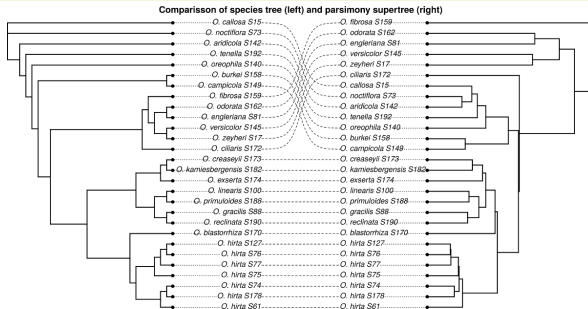 Comparisson of species tree (left) and parsimony supertree (right)
O. callosa S15 O. fibrosa S159
O. noctiflora S73 O. odorata S162
O. aridicola S142 O. engleriana S81
O. tenella S192 O. versicolor S145
O. oreophila S140 O. zeyheri S17
O. burkei S158 O. ciliaris S172
O. campicola S149 O. callosa S15
O. fibrosa S159 O. noctiflora S73
O. odorata S162 O. aridicola S142
O. engleriana S81 O. tenella S192
O. versicolor S145 O. oreophila S140
O. zeyheri S17 O. burkei S158
O. ciliaris S172 O. campicola S149
O. creaseyii S173 O. creaseyii S173
O. kamiesbergensis S182 O. kamiesbergensis S182
O. exserta S174 O. exserta S174
O. linearis S100 O. linearis S100
O. primuloides S188 O. primuloides S188
O. gracilis S88 O. gracilis S88
O. reclinata S190 O. reclinata S190
O. blastorrhiza S170 O. blastorrhiza S170
O. hirta S127 O. hirta S127
O. hirta S76 O. hirta S76
O. hirta S77 O. hirta S77
O. hirta S75 O. hirta S75
O. hirta S74 O. hirta S74
O. hirta S178 O. hirta S178
O. hirta S61 O. hirta S61